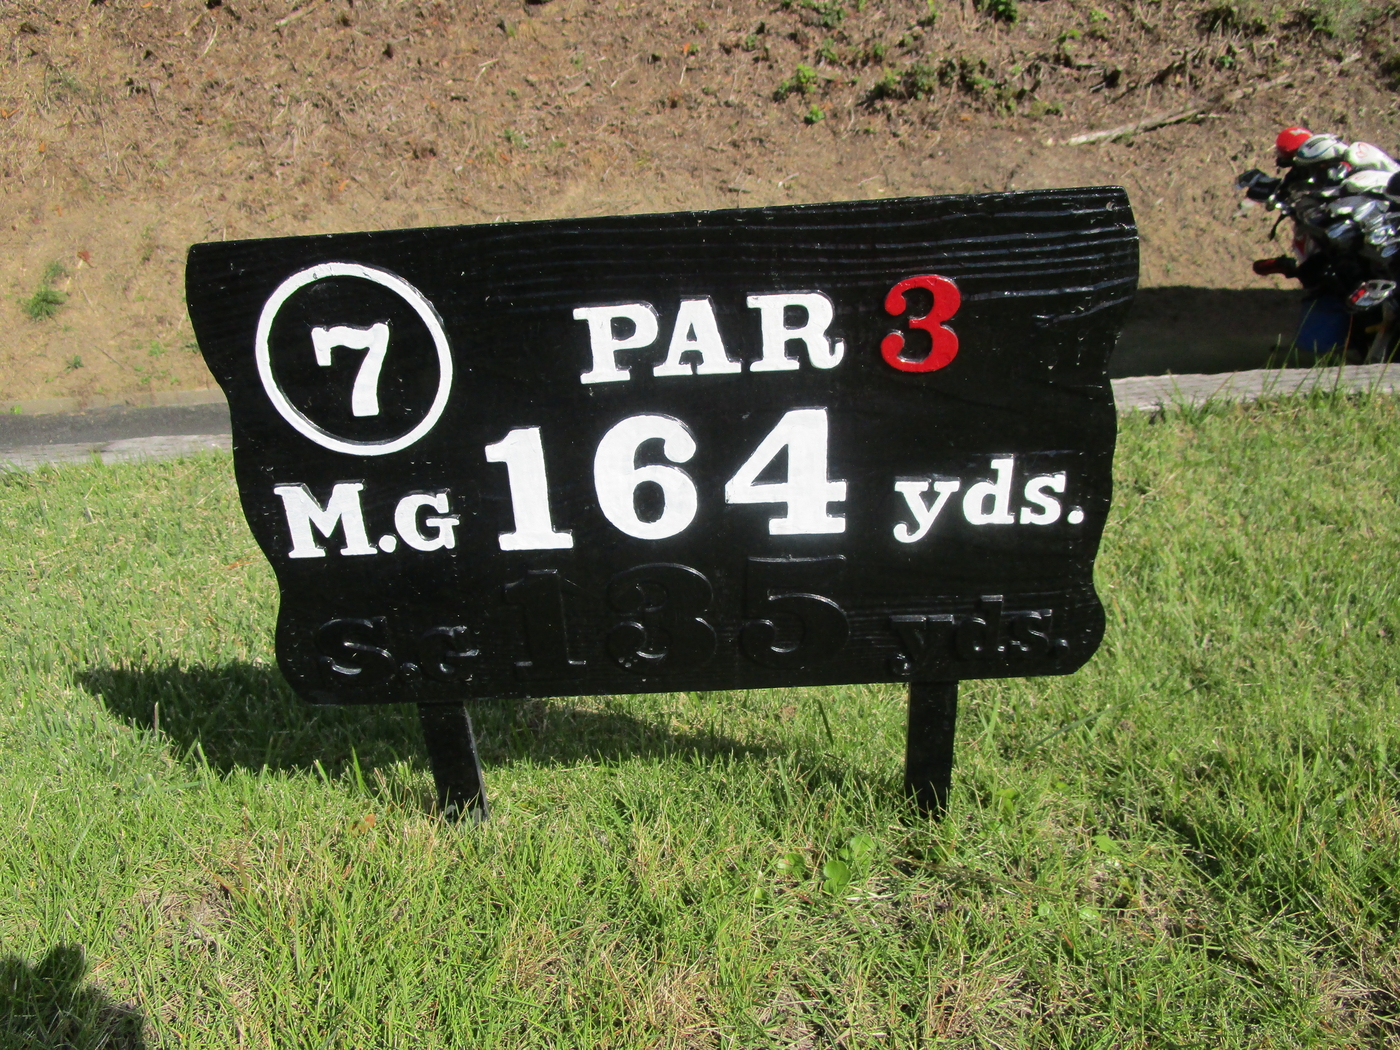 7 PAR 3
M.G 164 yds.
S.G 135 yds.